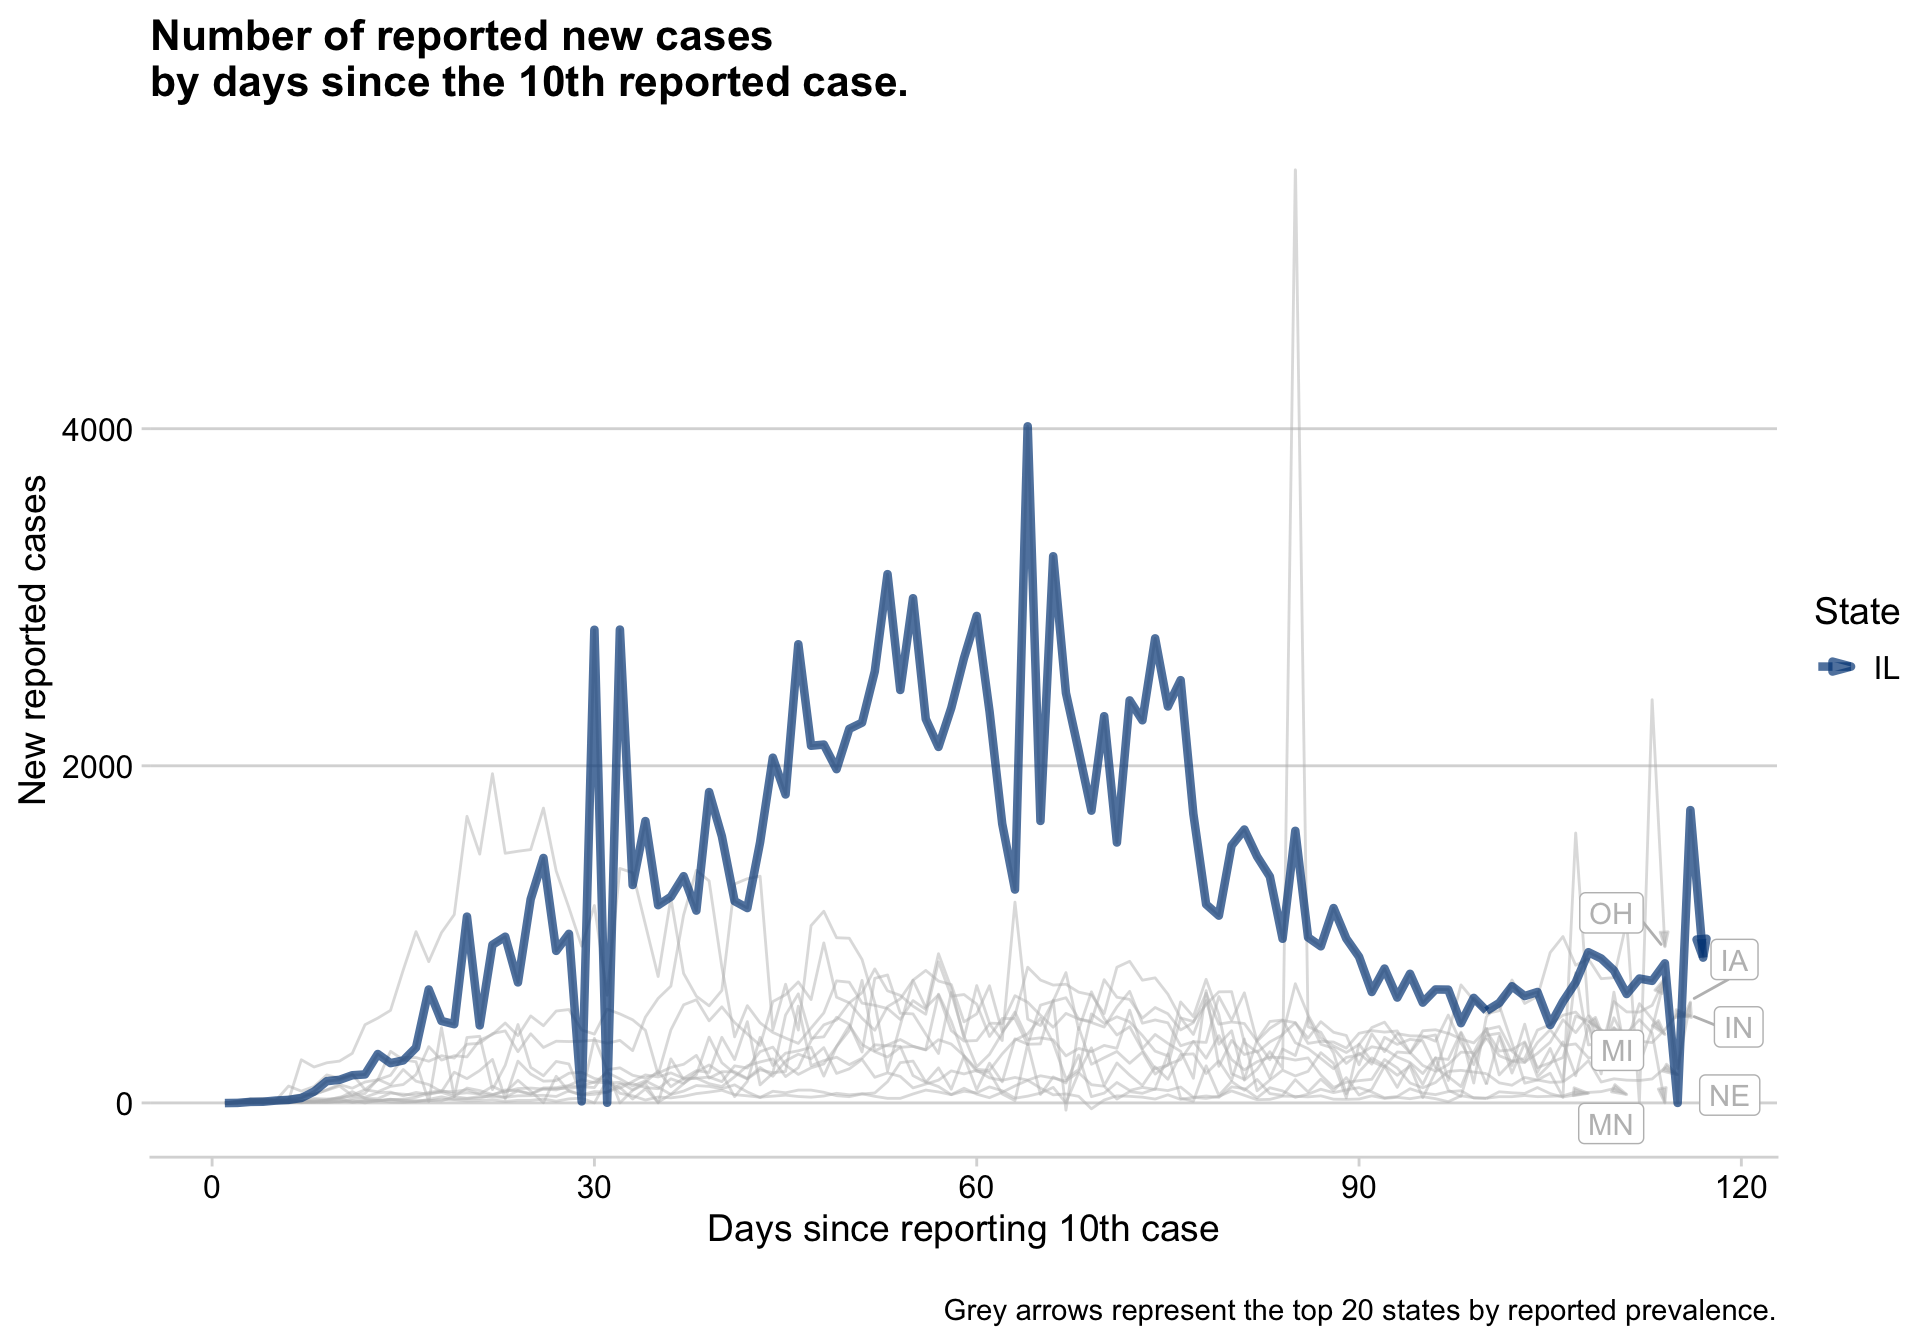 Number of reported new cases
by days since the 10th reported case.
New reported cases
4000
2000
0
OH
IA
IN
MI
NE
MN
State
IL
0 30 60 90 120
Days since reporting 10th case
Grey arrows represent the top 20 states by reported prevalence.